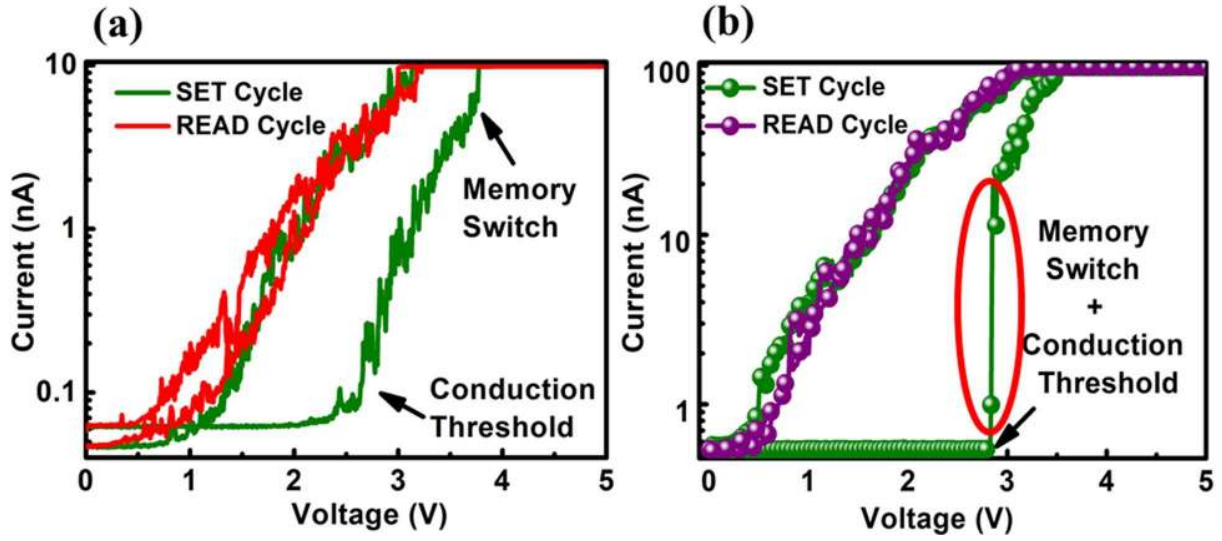 (a)
SET Cycle
READ Cycle
Memory
Switch
Conduction
Threshold
10
1
0.1
Current (nA)
0
1
2
3
4
5
Voltage (V)
(b)
SET Cycle
READ Cycle
Memory
Switch
+
Conduction
Threshold
100
10
1
Current (nA)
0
1
2
3
4
5
Voltage (V)